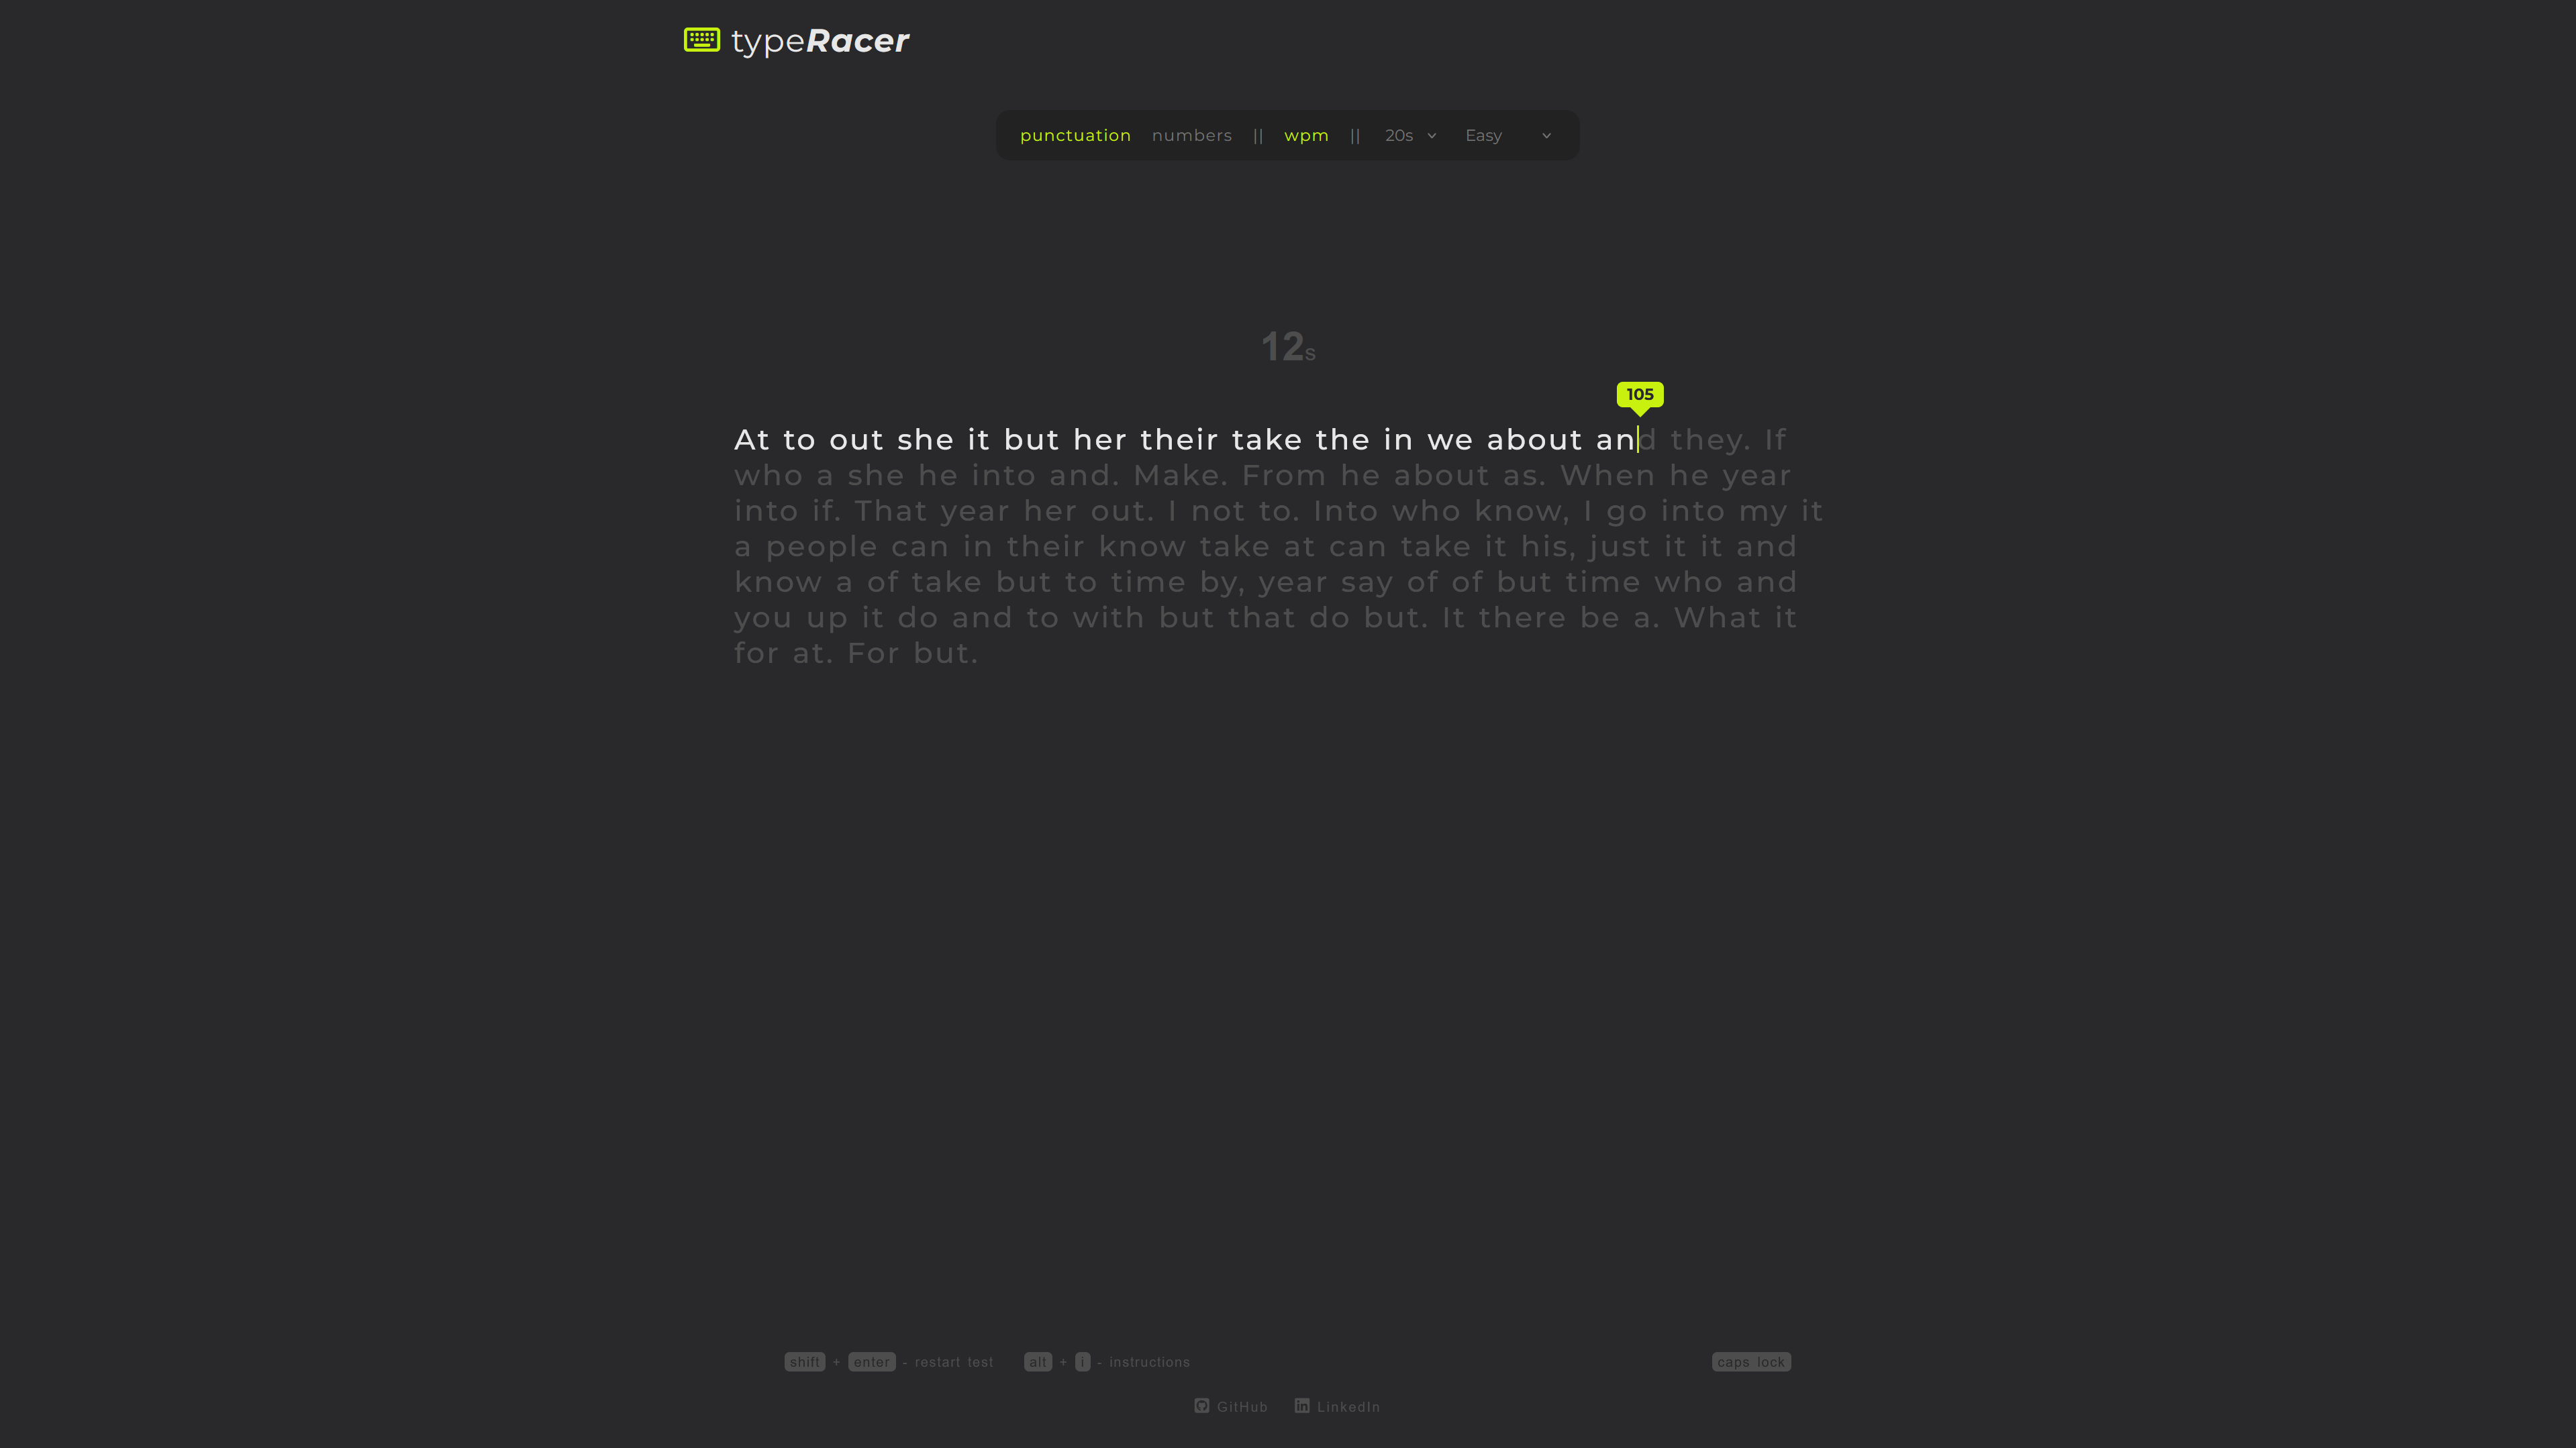 typeRacer
punctuation numbers || wpm || 20s Easy
12s
105
At to out she it but her their take the in we about and they. If
who a she he into and. Make. From he about as. When he year
into if. That year her out. I not to. Into who know, I go into my it
a people can in their know take at can take it his, just it it and
know a of take but to time by, year say of of but time who and
you up it do and to with but that do but. It there be a. What it
for at. For but.
shift + enter - restart test alt + i - instructions caps lock
GitHub LinkedIn